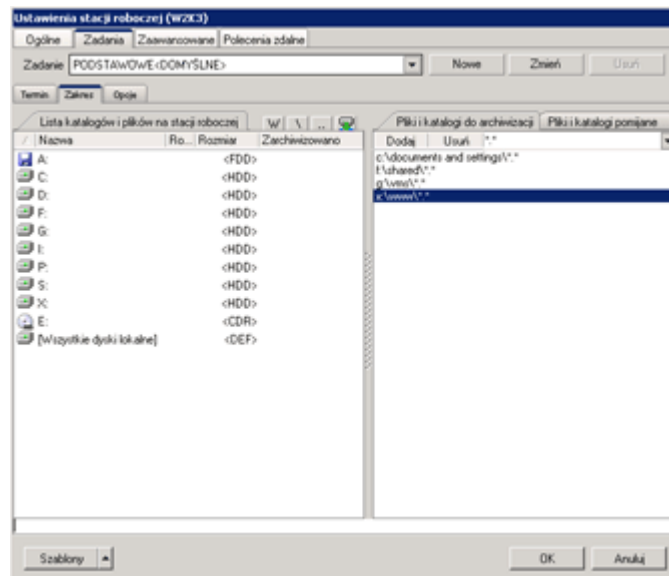 Ustawienia stacji roboczej (W2K3)
Ogólne Zadania Zaawansowane Polecenia zdalne
Zadanie PODSTAWOWE<DOMYŚLNE> Nowe Zmień Usuń
Termin Zakres Opcje
Lista katalogów i plików na stacji roboczej W \ .. Pliki i katalogi do archiwizacji Pliki i katalogi pomijane
/ Nazwa Ro... Rozmiar Zarchiwizowano Dodaj Usuń *.*
A: <FDD> c:\documents and settings\*.*
C: <HDD> f:\shared\*.*
D: <HDD> g:\vms\*.*
F: <HDD> \www\*.*
G: <HDD>
I: <HDD>
P: <HDD>
S: <HDD>
X: <HDD>
E: <CDR>
[Wszystkie dyski lokalne] <DEF>
Szablony OK Anuluj